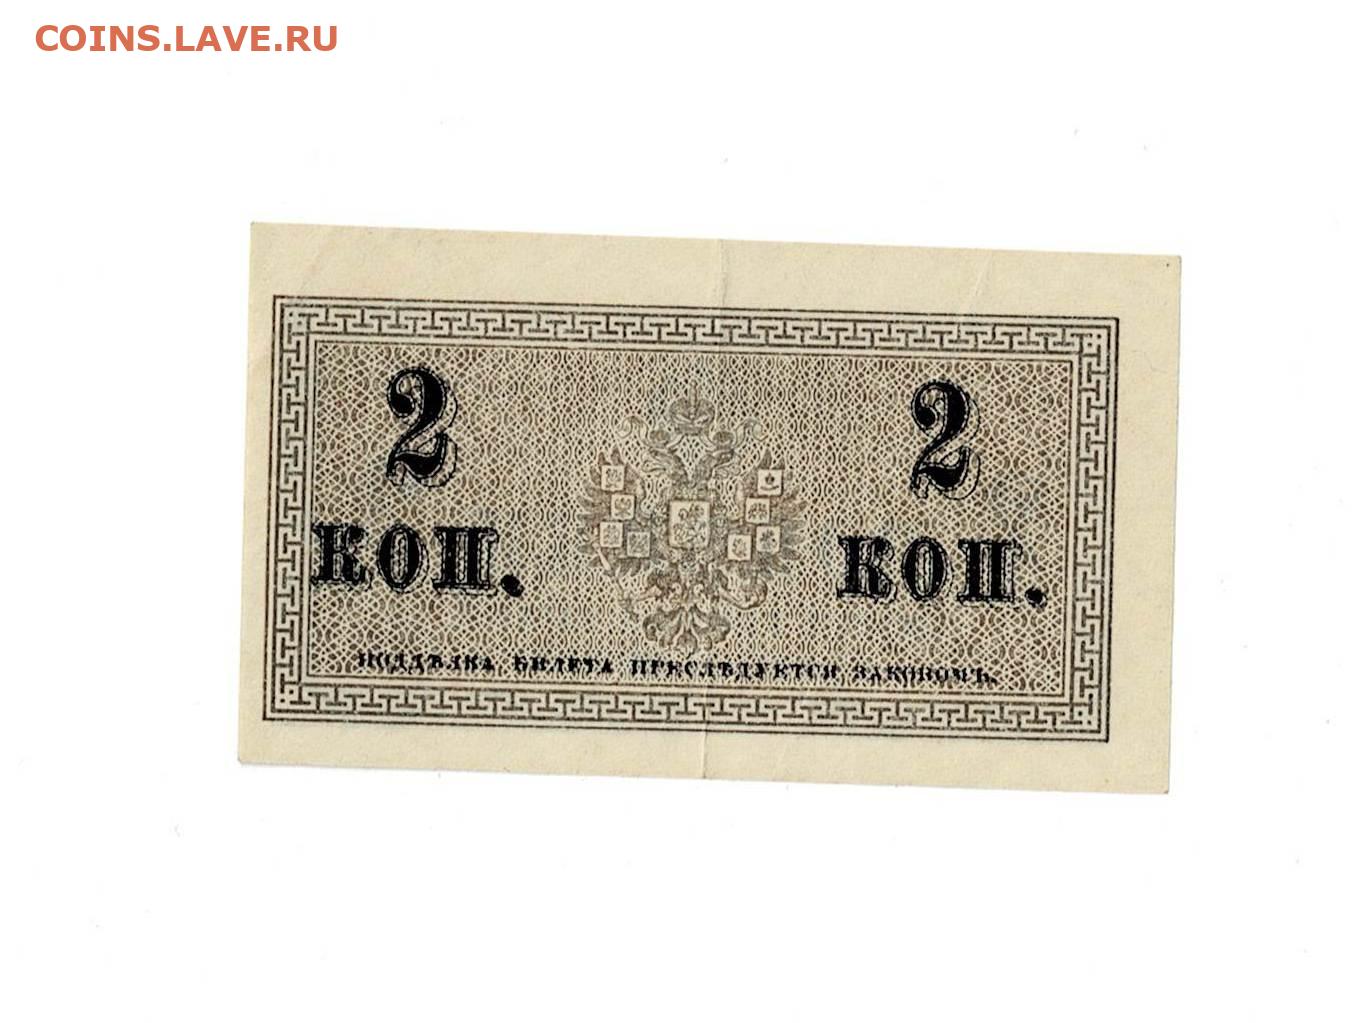 COINS.LAVE.RU
2 2
КОП. КОП.
ПОДДѢЛКА БИЛЕТА ПРЕСЛѢДУЕТСЯ ЗАКОНОМЪ.